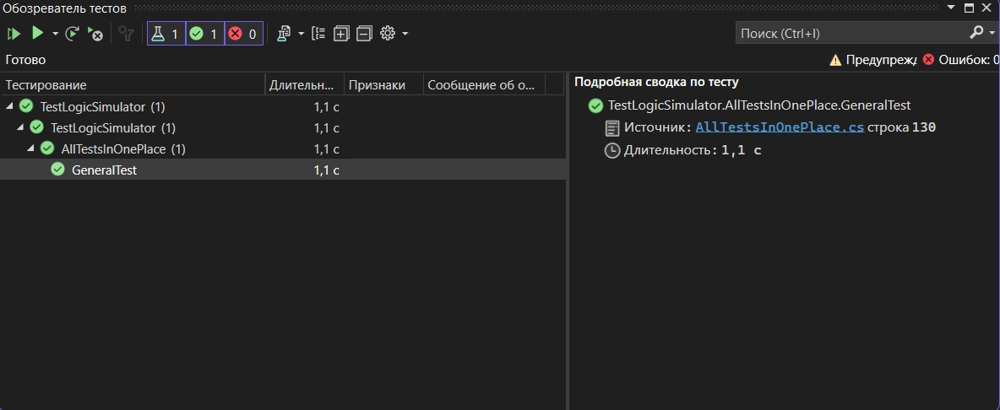 Обозреватель тестов
1 1 0
Поиск (Ctrl+I)
Готово
Предупрежд
Ошибок: 0
Тестирование Длительн... Признаки Сообщение об о...
TestLogicSimulator (1) 1,1 с
TestLogicSimulator (1) 1,1 с
AllTestsInOnePlace (1) 1,1 с
GeneralTest 1,1 с
Подробная сводка по тесту
TestLogicSimulator.AllTestsInOnePlace.GeneralTest
Источник: AllTestsInOnePlace.cs строка 130
Длительность: 1,1 с